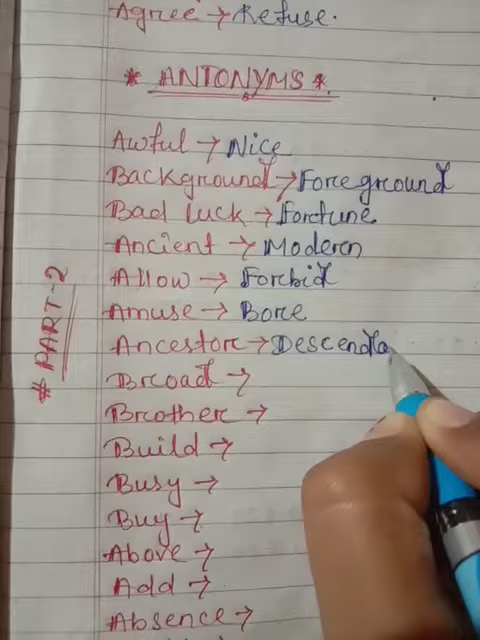 Agree → Refuse.
* ANTONYMS *
Awful → Nice
Background → Foreground
Bad luck → Fortune
Ancient → Modern
Allow → Forbid
Amuse → Bore
Ancestor → Descenda
Broad →
Brother →
Build →
Busy →
Buy →
Above →
Add →
Absence →
# PART-2